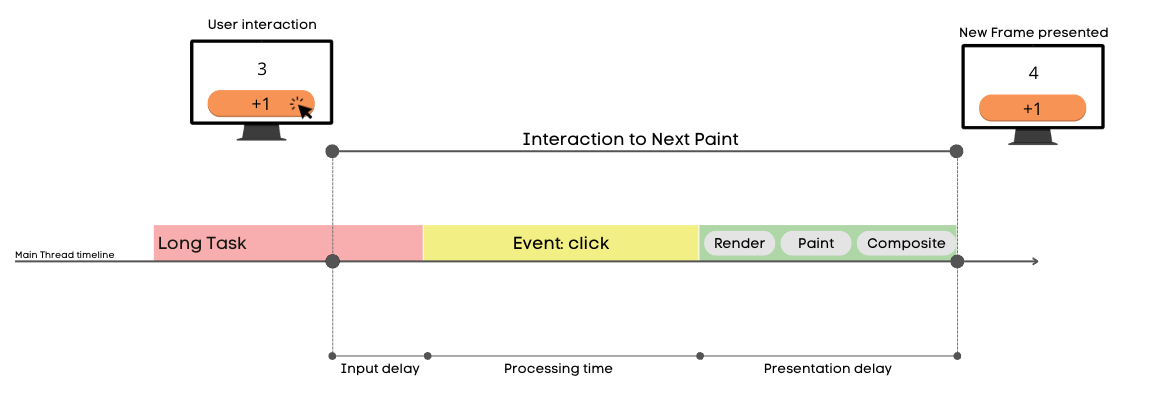 User interaction
New Frame presented
3
+1
4
+1
Interaction to Next Paint
Long Task
Event: click
Render
Paint
Composite
Main Thread timeline
Input delay
Processing time
Presentation delay